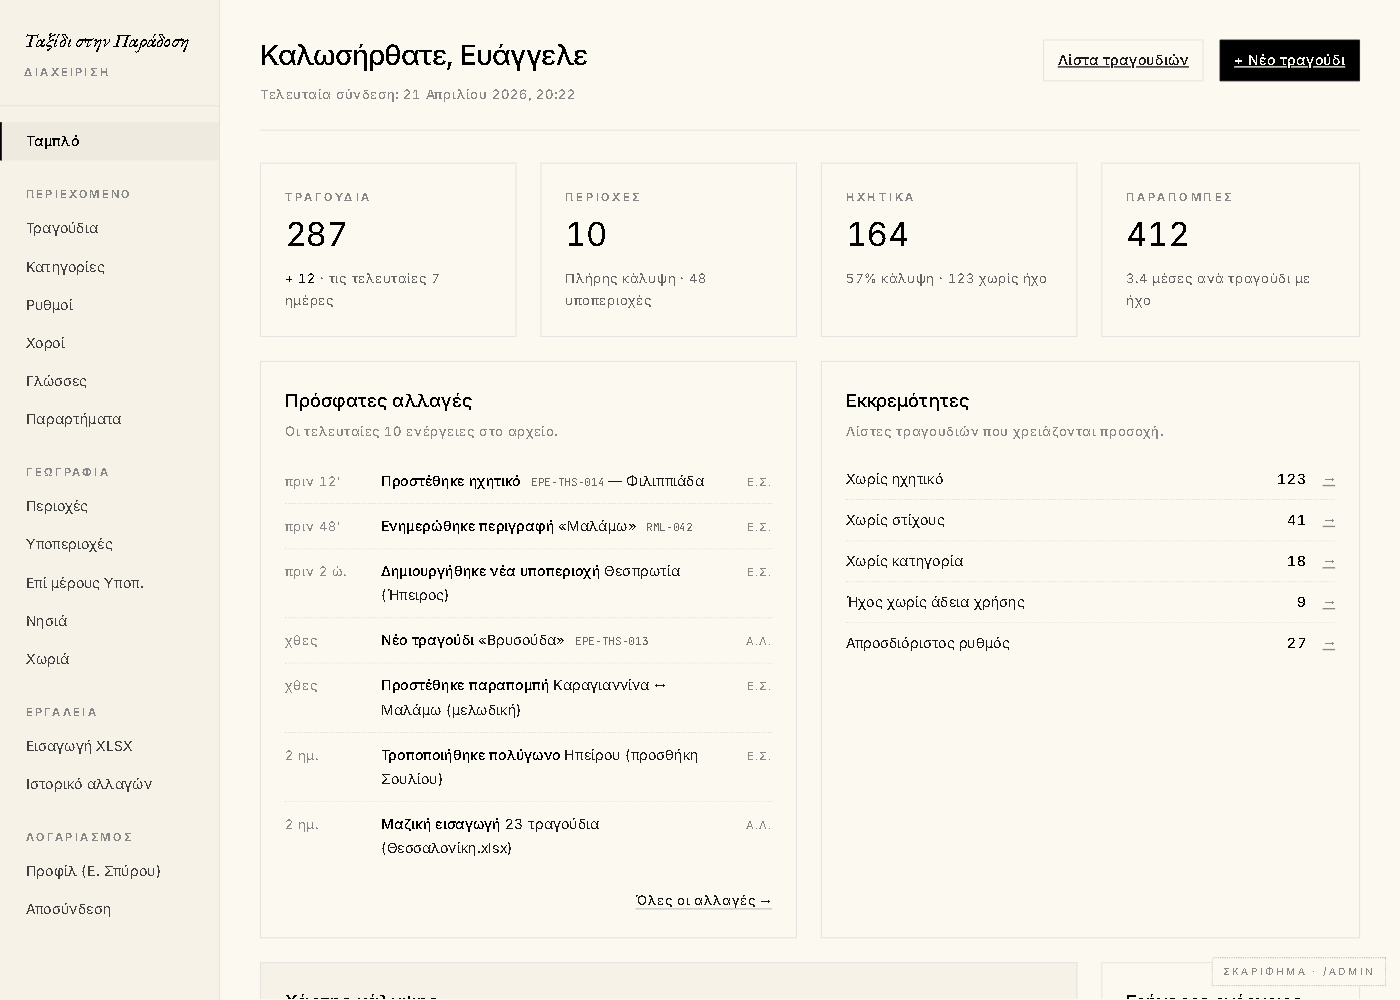 Ταξίδι στην Παράδοση
ΔΙΑΧΕΙΡΙΣΗ
Ταμπλό
ΠΕΡΙΕΧΟΜΕΝΟ
Τραγούδια
Κατηγορίες
Ρυθμοί
Χοροί
Γλώσσες
Παραρτήματα
ΓΕΩΓΡΑΦΙΑ
Περιοχές
Υποπεριοχές
Επί μέρους Υποπ.
Νησιά
Χωριά
ΕΡΓΑΛΕΙΑ
Εισαγωγή XLSX
Ιστορικό αλλαγών
ΛΟΓΑΡΙΑΣΜΟΣ
Προφίλ (Ε. Σπύρου)
Αποσύνδεση
Καλωσήρθατε, Ευάγγελε
Τελευταία σύνδεση: 21 Απριλίου 2026, 20:22
Λίστα τραγουδιών
+ Νέο τραγούδι
ΤΡΑΓΟΥΔΙΑ
287
+ 12 · τις τελευταίες 7
ημέρες
ΠΕΡΙΟΧΕΣ
10
Πλήρης κάλυψη · 48
υποπεριοχές
ΗΧΗΤΙΚΑ
164
57% κάλυψη · 123 χωρίς ήχο
ΠΑΡΑΠΟΜΠΕΣ
412
3.4 μέσες ανά τραγούδι με
ήχο
Πρόσφατες αλλαγές
Οι τελευταίες 10 ενέργειες στο αρχείο.
πριν 12' Προστέθηκε ηχητικό EPE-THS-014 — Φιλιππιάδα Ε.Σ.
πριν 48' Ενημερώθηκε περιγραφή «Μαλάμω» RML-042 Ε.Σ.
πριν 2 ώ. Δημιουργήθηκε νέα υποπεριοχή Θεσπρωτία Ε.Σ.
(Ήπειρος)
χθες Νέο τραγούδι «Βρυσούδα» EPE-THS-013 Α.Λ.
χθες Προστέθηκε παραπομπή Καραγιαννίνα ↔ Ε.Σ.
Μαλάμω (μελωδική)
2 ημ. Τροποποιήθηκε πολύγωνο Ηπείρου (προσθήκη Ε.Σ.
Σουλίου)
2 ημ. Μαζική εισαγωγή 23 τραγούδια Α.Λ.
(Θεσσαλονίκη.xlsx)
Όλες οι αλλαγές →
Εκκρεμότητες
Λίστες τραγουδιών που χρειάζονται προσοχή.
Χωρίς ηχητικό 123 →
Χωρίς στίχους 41 →
Χωρίς κατηγορία 18 →
Ήχος χωρίς άδεια χρήσης 9 →
Απροσδιόριστος ρυθμός 27 →
ΣΚΑΡΙΦΗΜΑ · /ADMIN